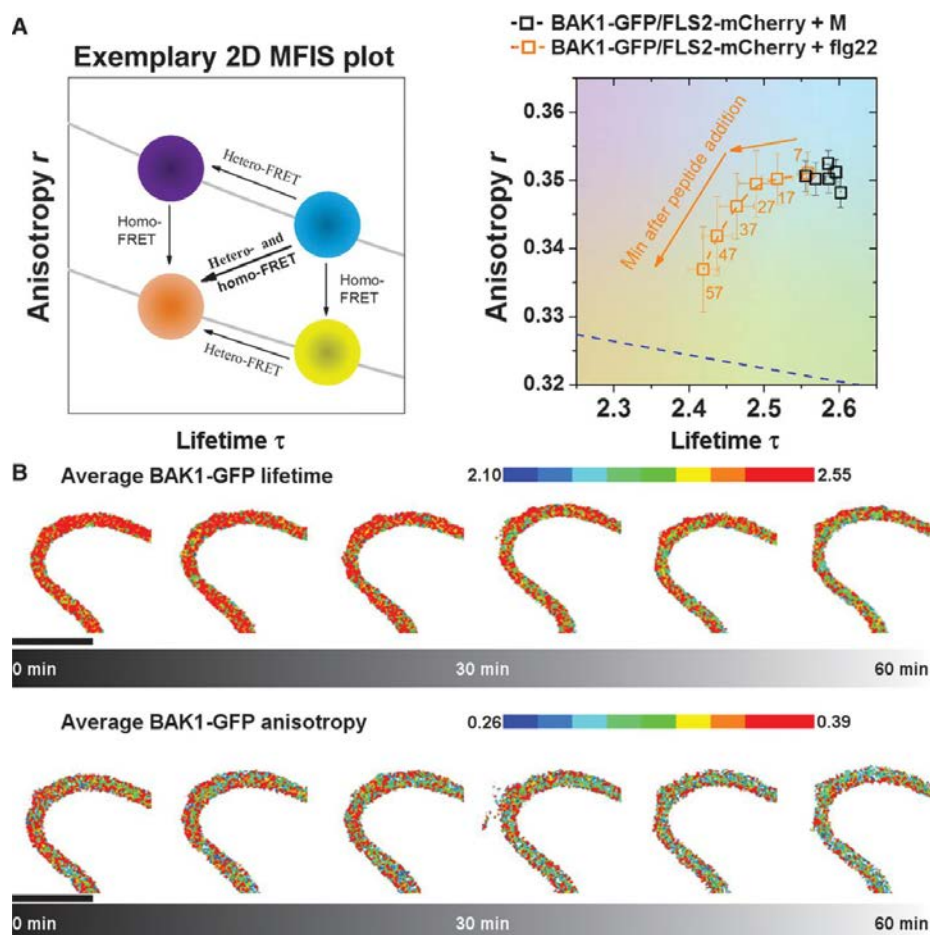 A
Exemplary 2D MFIS plot
Anisotropy r
Hetero-FRET
Homo-
FRET
Hetero- and
homo-FRET
Homo-
FRET
Hetero-FRET
Lifetime τ
BAK1-GFP/FLS2-mCherry + M
BAK1-GFP/FLS2-mCherry + flg22
Anisotropy r
0.36
0.35
0.34
0.33
0.32
Min after peptide addition
7
17
27
37
47
57
2.3 2.4 2.5 2.6
Lifetime τ
B
Average BAK1-GFP lifetime
2.10 2.55
0 min 30 min 60 min
Average BAK1-GFP anisotropy
0.26 0.39
0 min 30 min 60 min